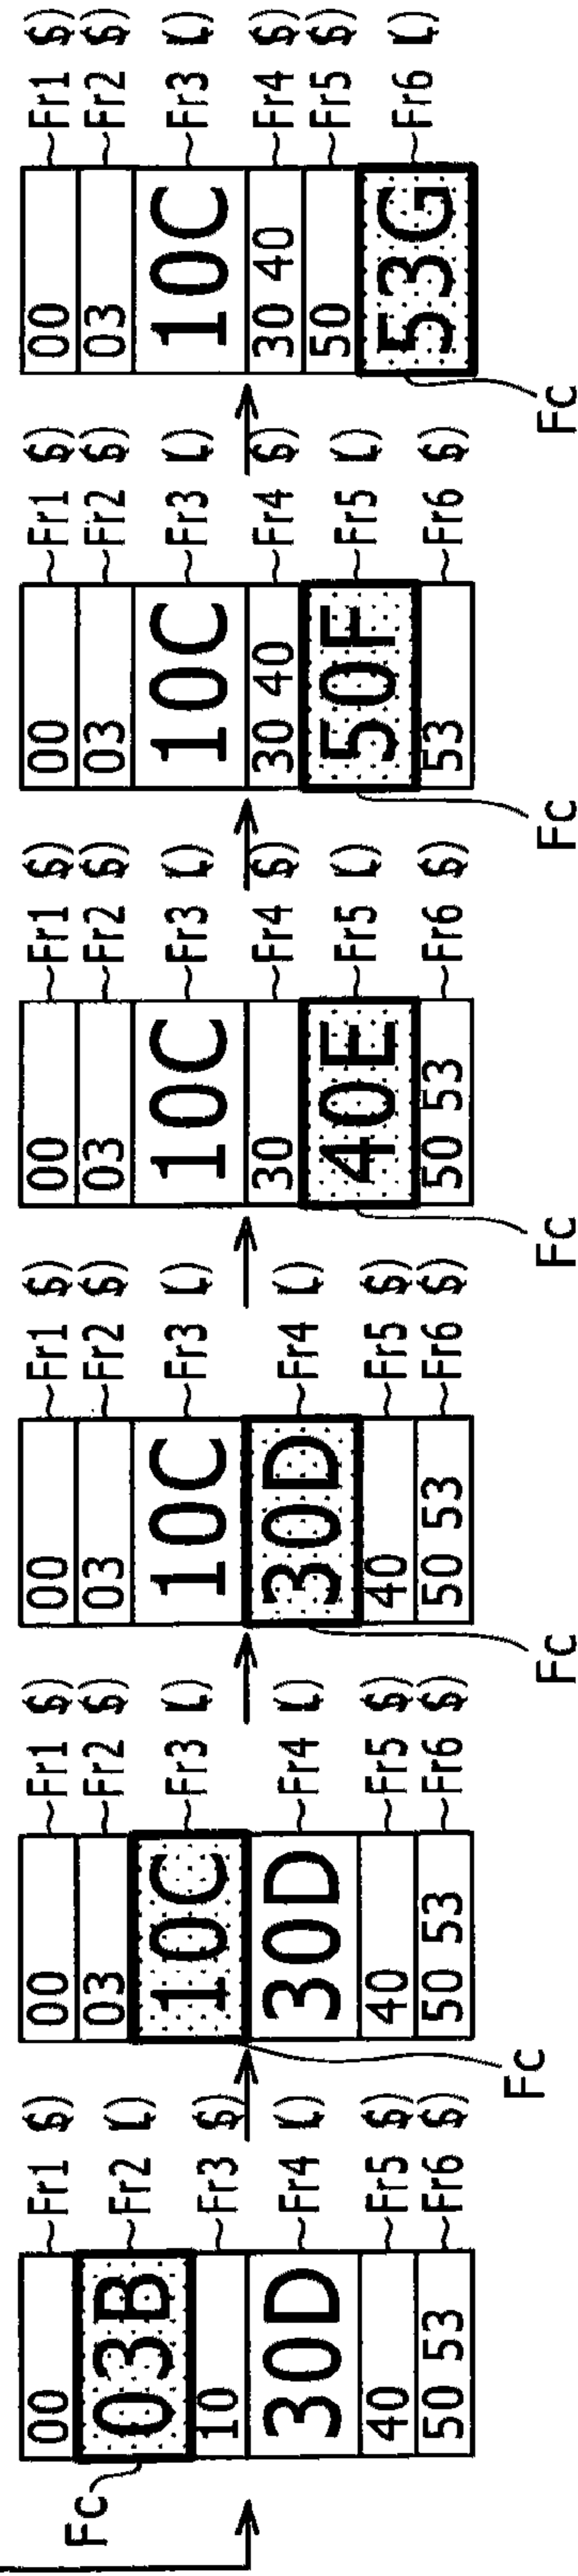 00 Fr1 (S)
Fc 03B Fr2 (L)
10 Fr3 (S)
30D Fr4 (L)
40 Fr5 (S)
50 53 Fr6 (S)
00 Fr1 (S)
03 Fr2 (S)
10C Fr3 (L)
30D Fr4 (L)
40 Fr5 (S)
50 53 Fr6 (S)
Fc
00 Fr1 (S)
03 Fr2 (S)
10C Fr3 (L)
30D Fr4 (L)
40 Fr5 (S)
50 53 Fr6 (S)
Fc
00 Fr1 (S)
03 Fr2 (S)
10C Fr3 (L)
30 Fr4 (S)
40E Fr5 (L)
50 53 Fr6 (S)
Fc
00 Fr1 (S)
03 Fr2 (S)
10C Fr3 (L)
30 40 Fr4 (S)
50F Fr5 (L)
53 Fr6 (S)
Fc
00 Fr1 (S)
03 Fr2 (S)
10C Fr3 (L)
30 40 Fr4 (S)
50 Fr5 (S)
53G Fr6 (L)
Fc